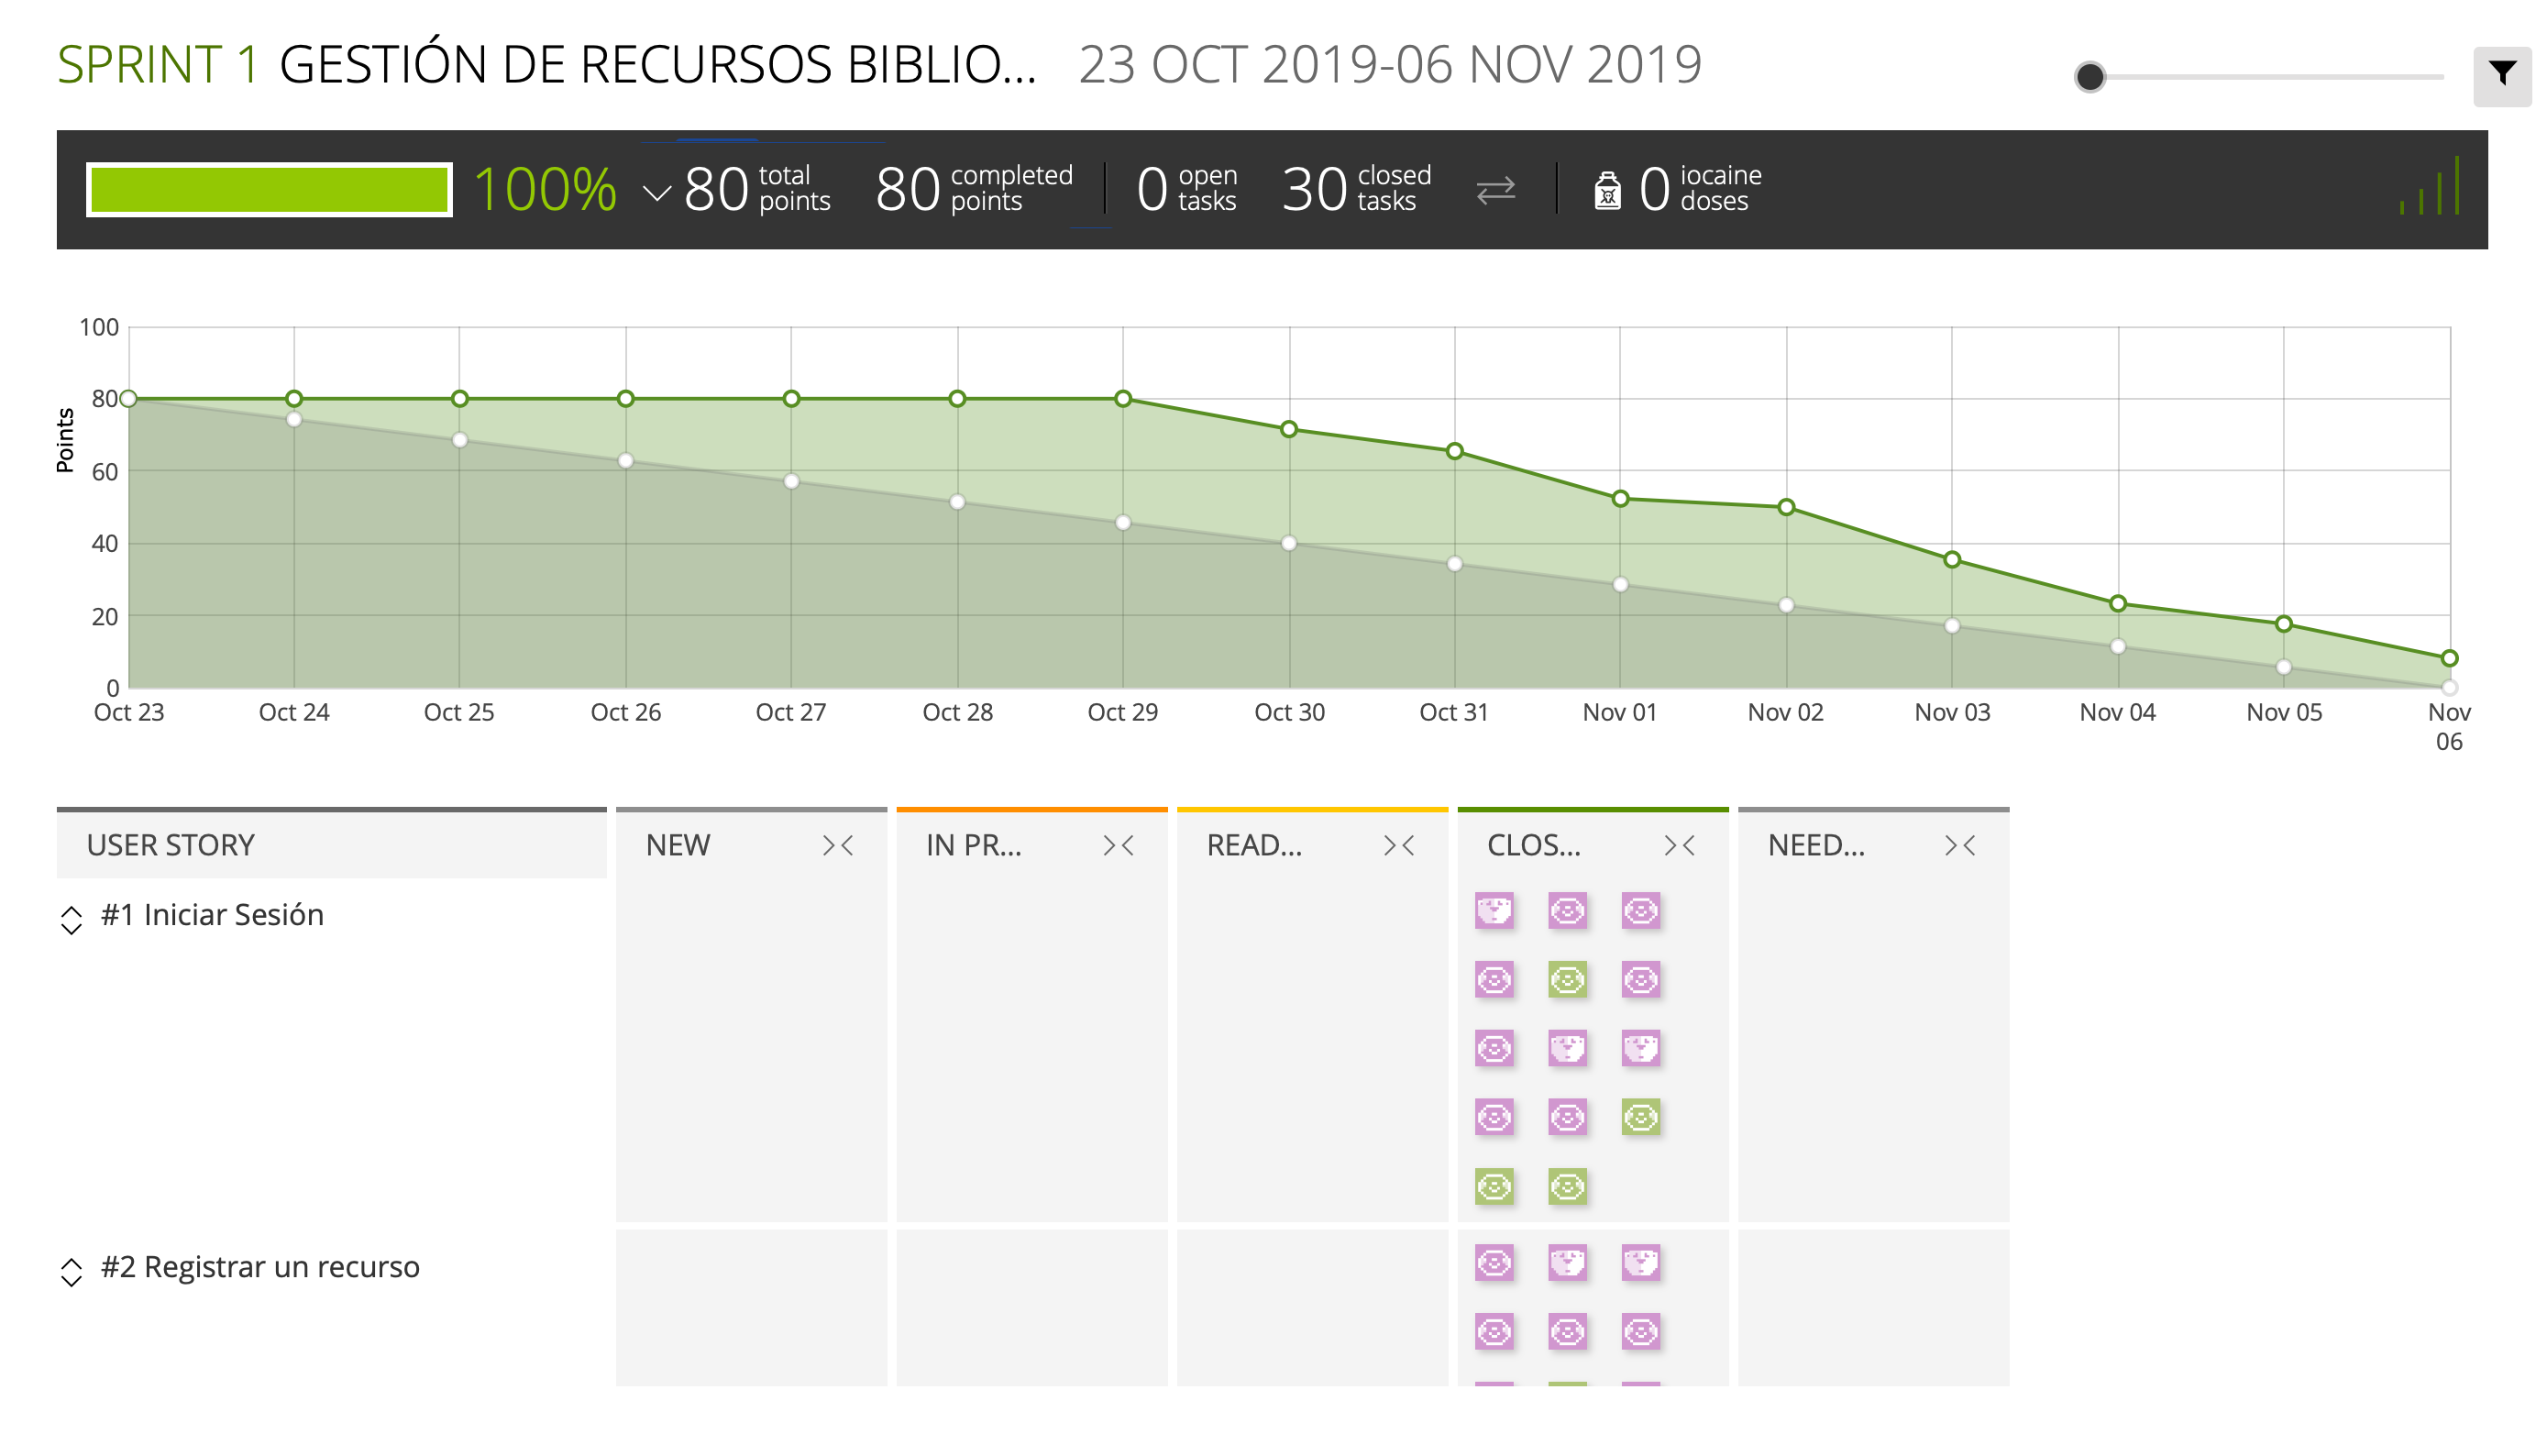 SPRINT 1 GESTIÓN DE RECURSOS BIBLIO... 23 OCT 2019-06 NOV 2019
100% 80 total points 80 completed points 0 open tasks 30 closed tasks 0 iocaine doses
Points
100
80
60
40
20
0
Oct 23 Oct 24 Oct 25 Oct 26 Oct 27 Oct 28 Oct 29 Oct 30 Oct 31 Nov 01 Nov 02 Nov 03 Nov 04 Nov 05 Nov 06
USER STORY NEW IN PR... READ... CLOS... NEED...
#1 Iniciar Sesión
#2 Registrar un recurso